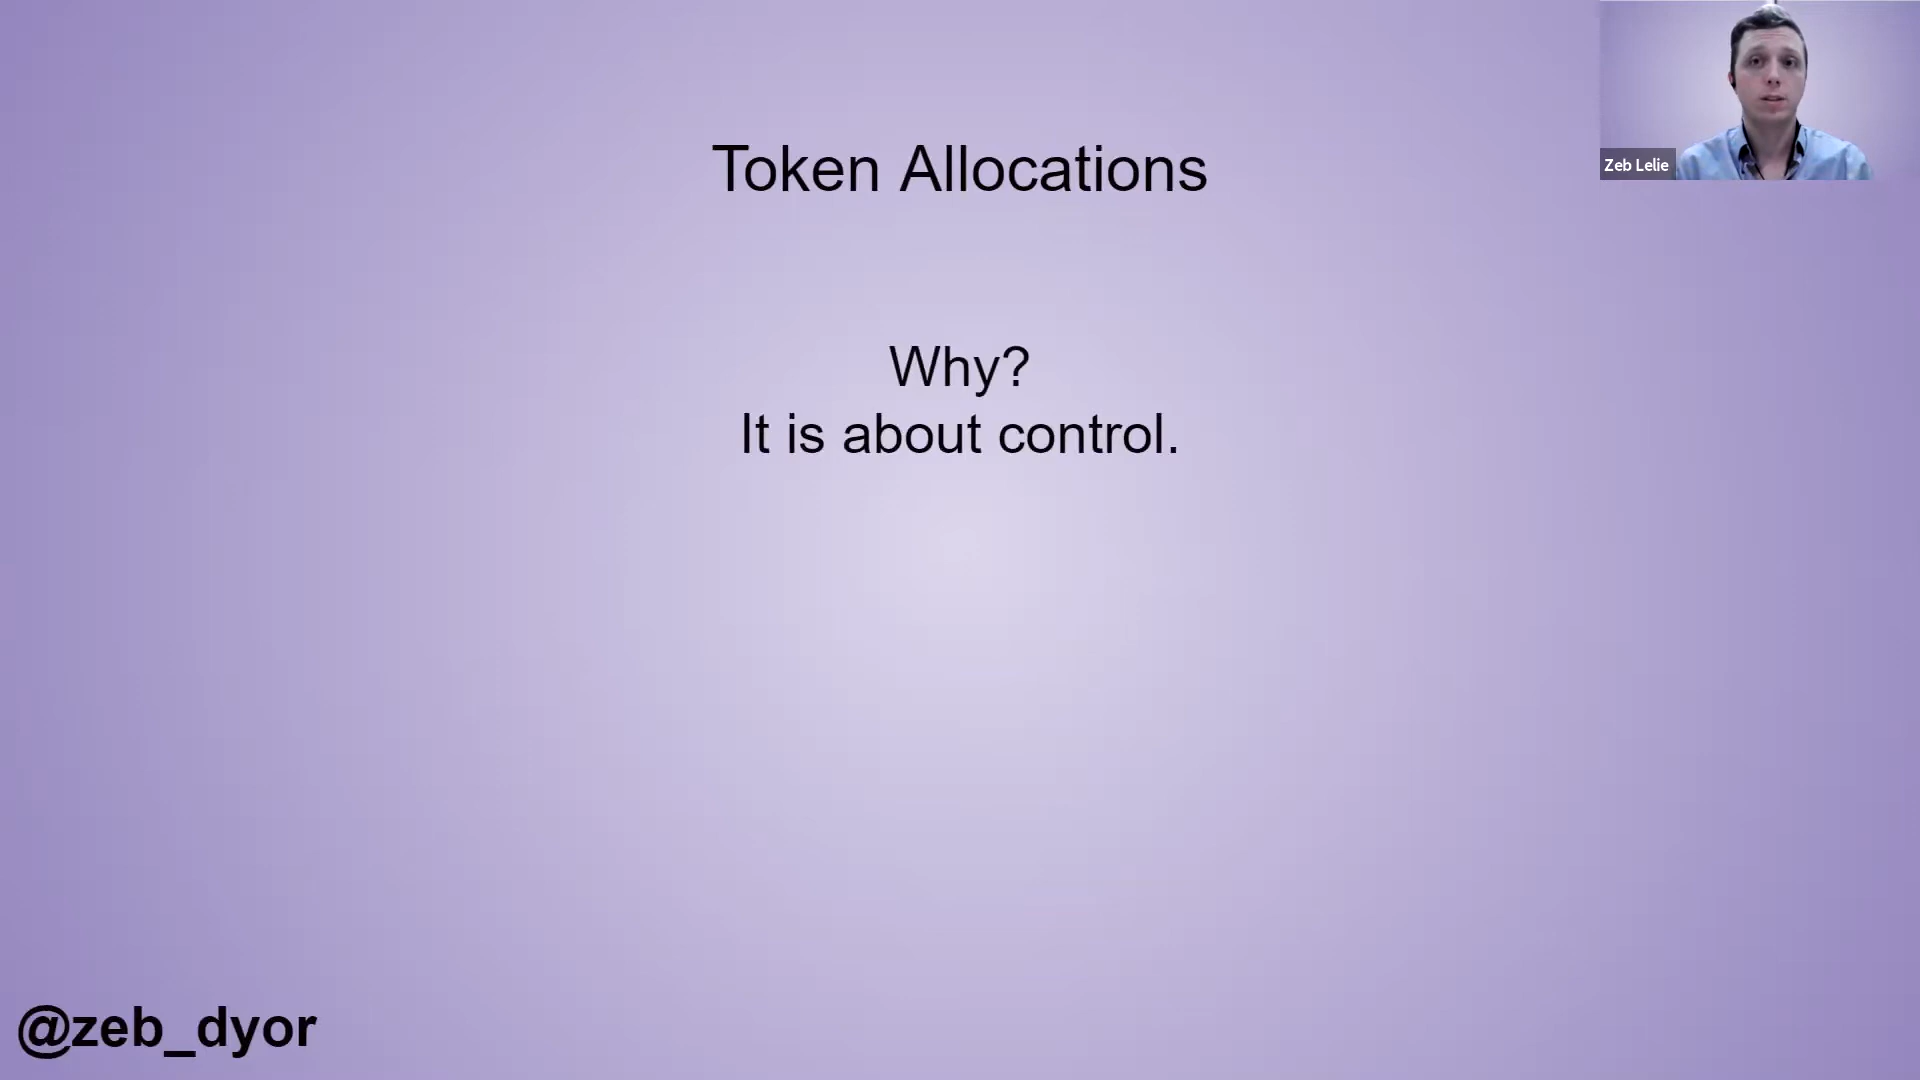 Token Allocations
Zeb Lelie
Why?
It is about control.
@zeb_dyor